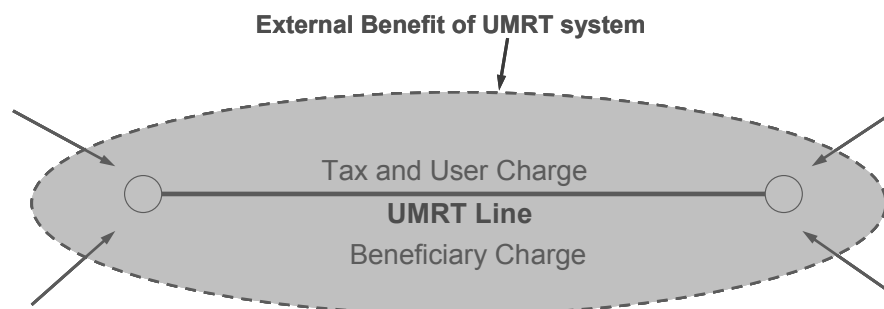 External Benefit of UMRT system
Tax and User Charge
UMRT Line
Beneficiary Charge